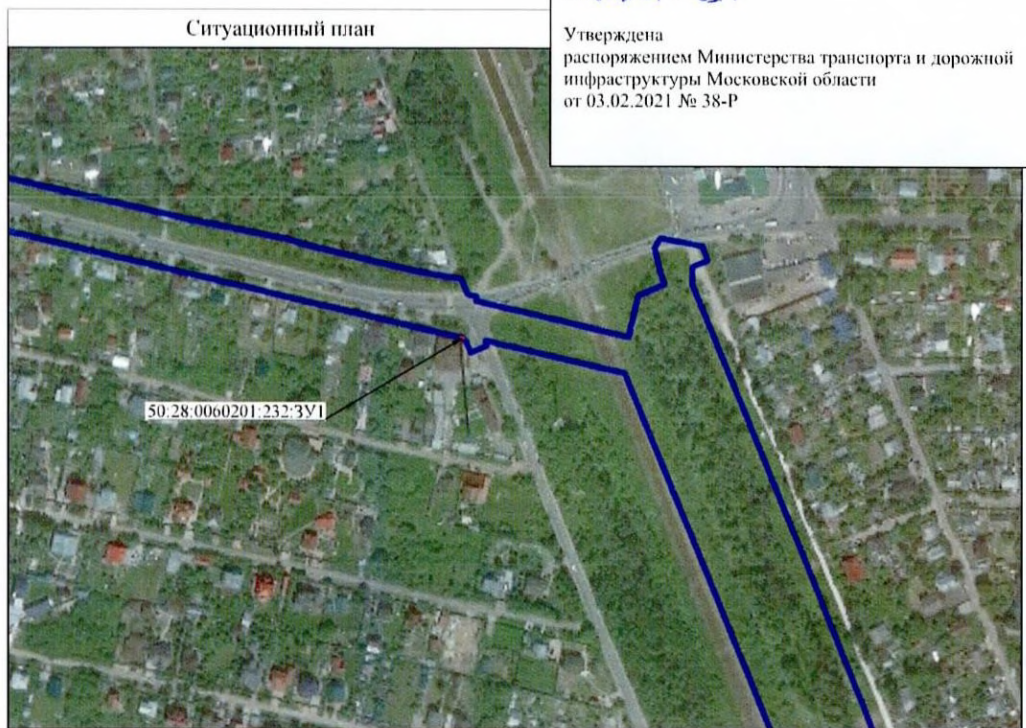 Ситуационный план
Утверждена
распоряжением Министерства транспорта и дорожной
инфраструктуры Московской области
от 03.02.2021 № 38-Р
50:28:0060201:232:ЗУ1